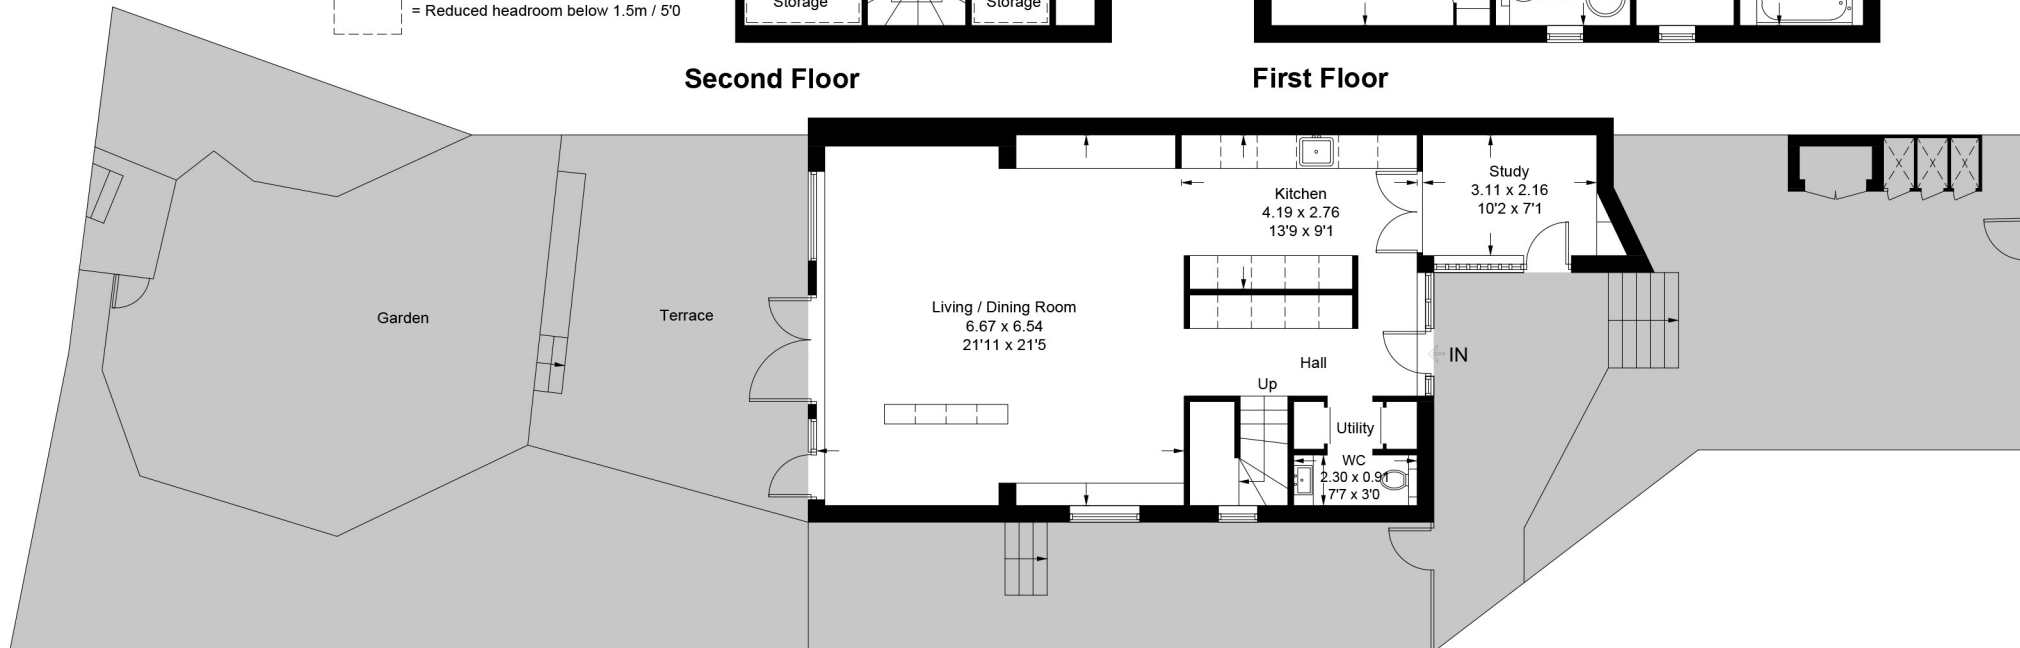 Storage
Storage
= Reduced headroom below 1.5m / 5'0
Second Floor
First Floor
Study
3.11 x 2.16
10'2 x 7'1
Kitchen
4.19 x 2.76
13'9 x 9'1
Living / Dining Room
6.67 x 6.54
21'11 x 21'5
Garden
Terrace
IN
Hall
Up
Utility
WC
2.30 x 0.91
7'7 x 3'0